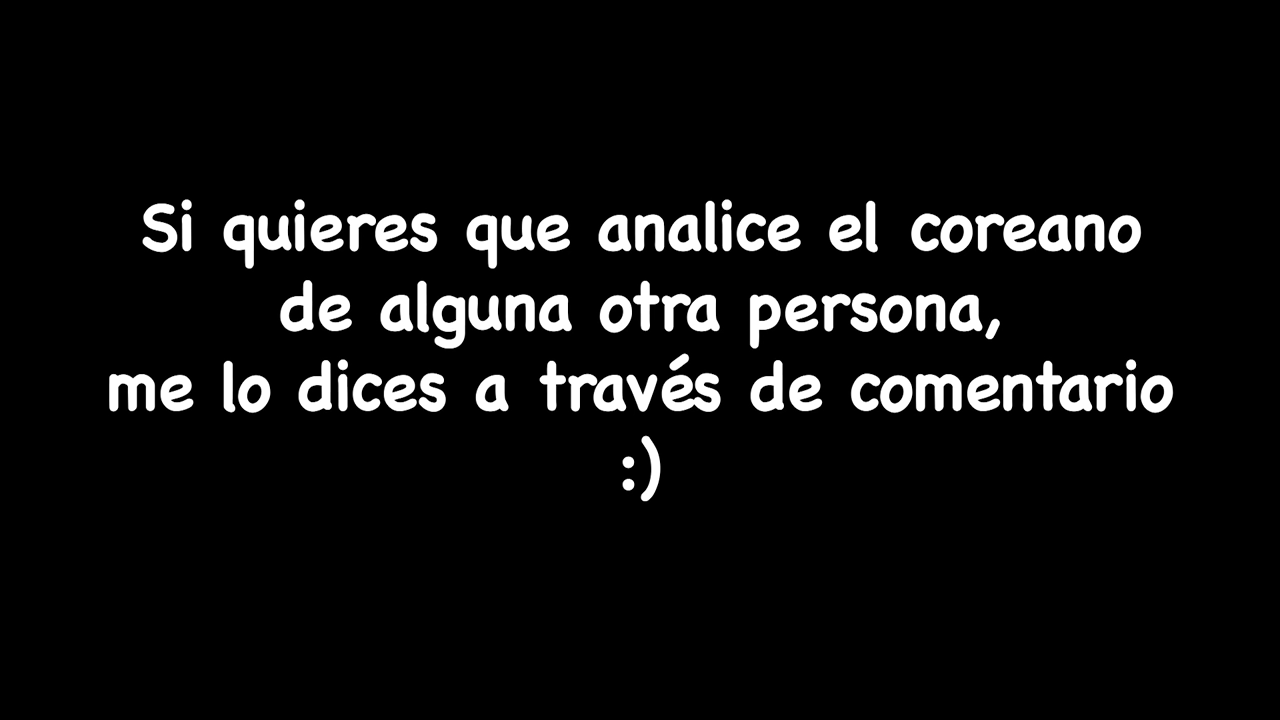 Si quieres que analice el coreano
de alguna otra persona,
me lo dices a través de comentario
:)